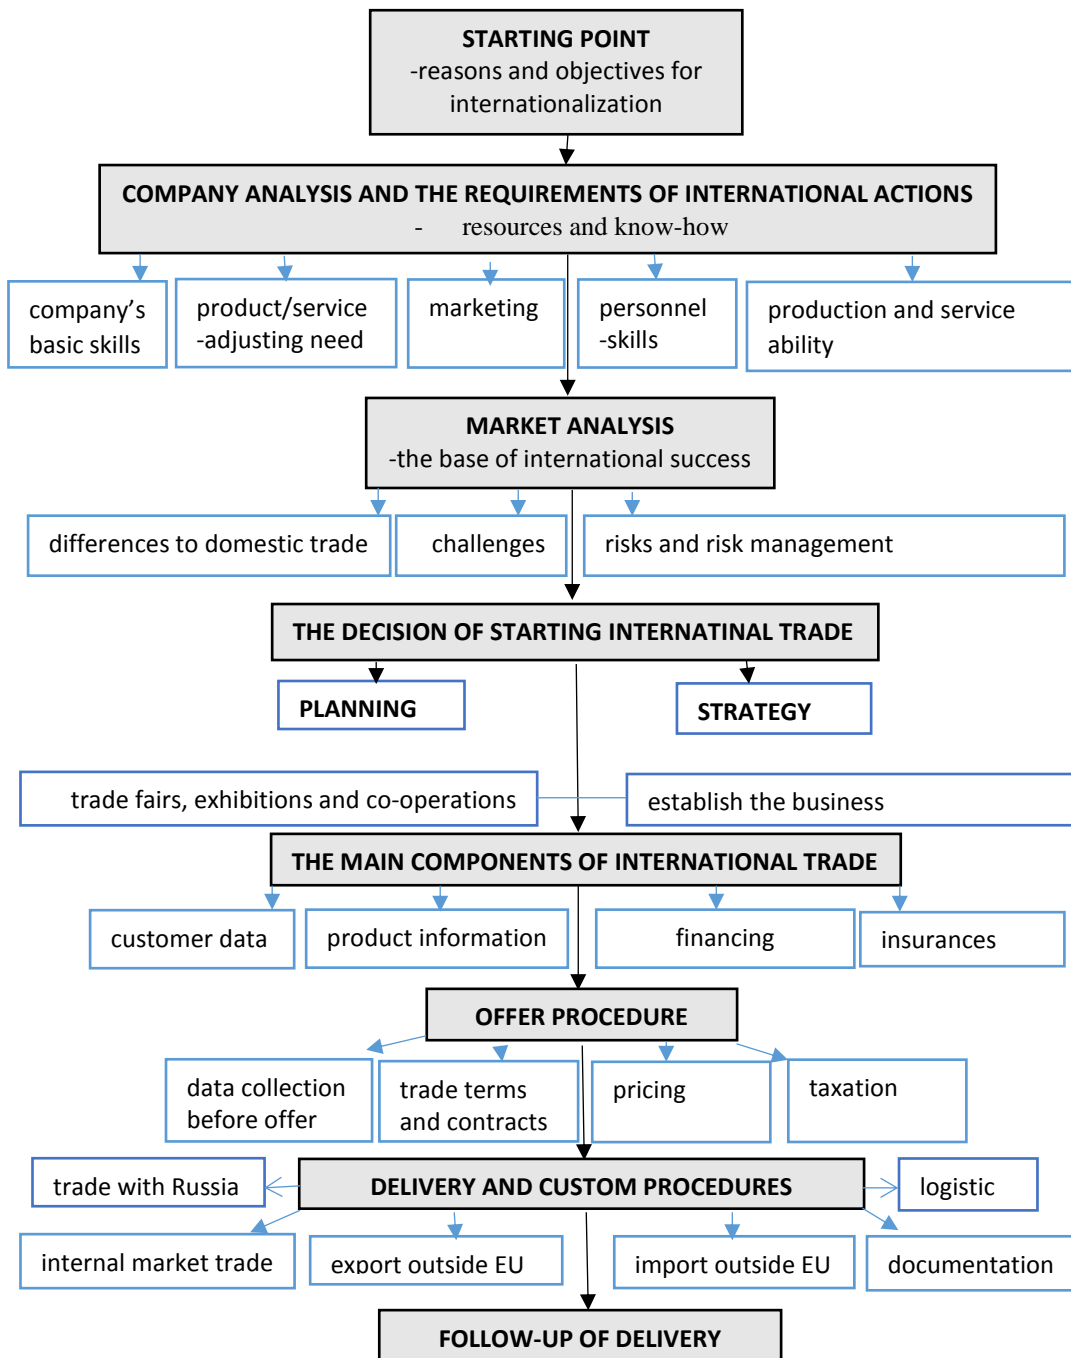 STARTING POINT
-reasons and objectives for
internationalization
COMPANY ANALYSIS AND THE REQUIREMENTS OF INTERNATIONAL ACTIONS
- resources and know-how
company's
basic skills
product/service
-adjusting need
marketing
personnel
-skills
production and service
ability
MARKET ANALYSIS
-the base of international success
differences to domestic trade
challenges
risks and risk management
THE DECISION OF STARTING INTERNATINAL TRADE
PLANNING
STRATEGY
trade fairs, exhibitions and co-operations
establish the business
THE MAIN COMPONENTS OF INTERNATIONAL TRADE
customer data
product information
financing
insurances
OFFER PROCEDURE
data collection
before offer
trade terms
and contracts
pricing
taxation
trade with Russia
DELIVERY AND CUSTOM PROCEDURES
logistic
internal market trade
export outside EU
import outside EU
documentation
FOLLOW-UP OF DELIVERY